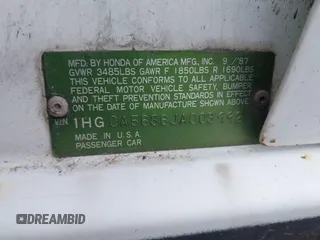 MFD. BY HONDA OF AMERICA MFG., INC. 9/'87
GVWR 3485LBS GAWR F 1850LBS R 1690LBS
THIS VEHICLE CONFORMS TO ALL APPLICABLE
FEDERAL MOTOR VEHICLE SAFETY, BUMPER,
AND THEFT PREVENTION STANDARDS IN EFFECT
ON THE DATE OF MANUFACTURE SHOWN ABOVE.
VIN 1HG
MADE IN U.S.A.
PASSENGER CAR
DREAMBID